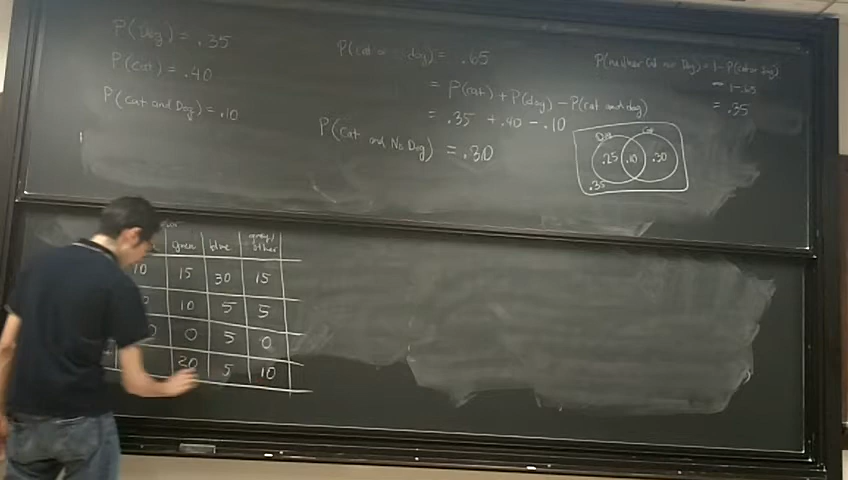 P(Dog) = .35
P(Cat) = .40
P(Cat and Dog) = .10
P(cat or dog) = .65
= P(cat) + P(dog) - P(cat and dog)
= .35 + .40 - .10
P(Cat and No Dog) = .30
P(neither Cat nor Dog) = 1 - P(cat or dog)
= 1 - .65
= .35
Dog Cat
.25 .10 .30
.35
green blue other
10 15 30 15
10 5 5
0 5 0
20 5 10